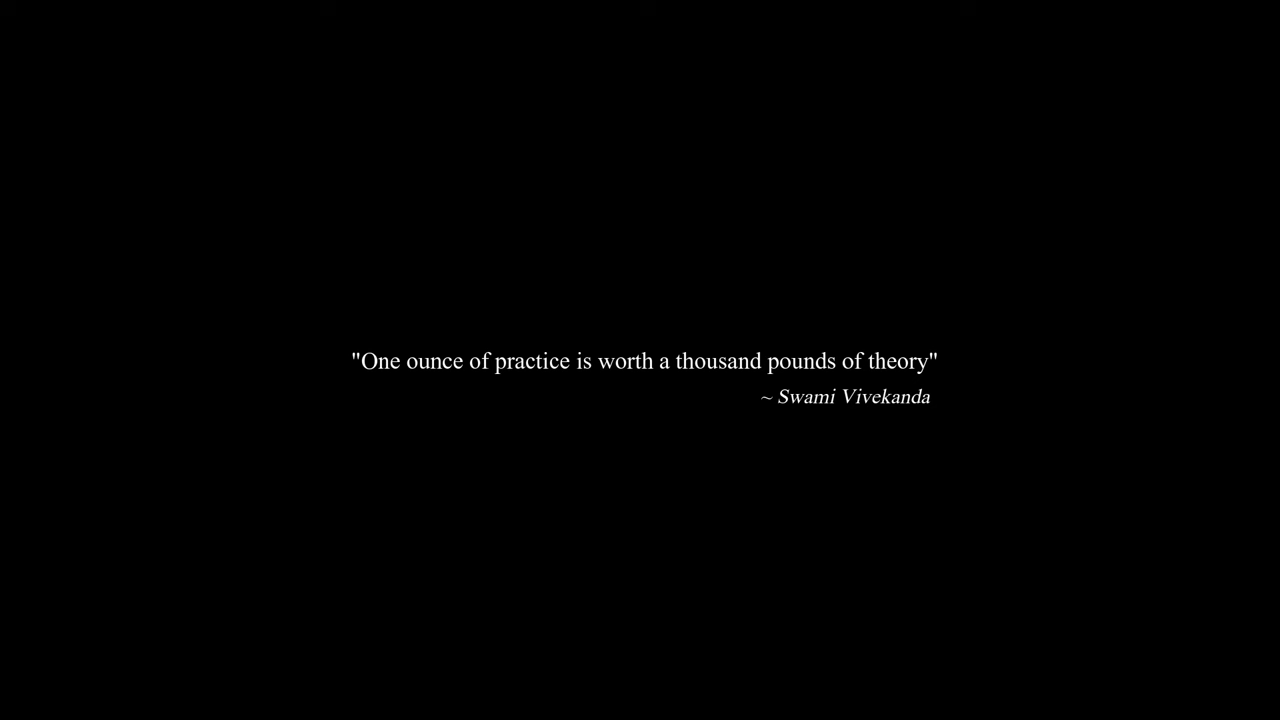 "One ounce of practice is worth a thousand pounds of theory"
~ Swami Vivekanda